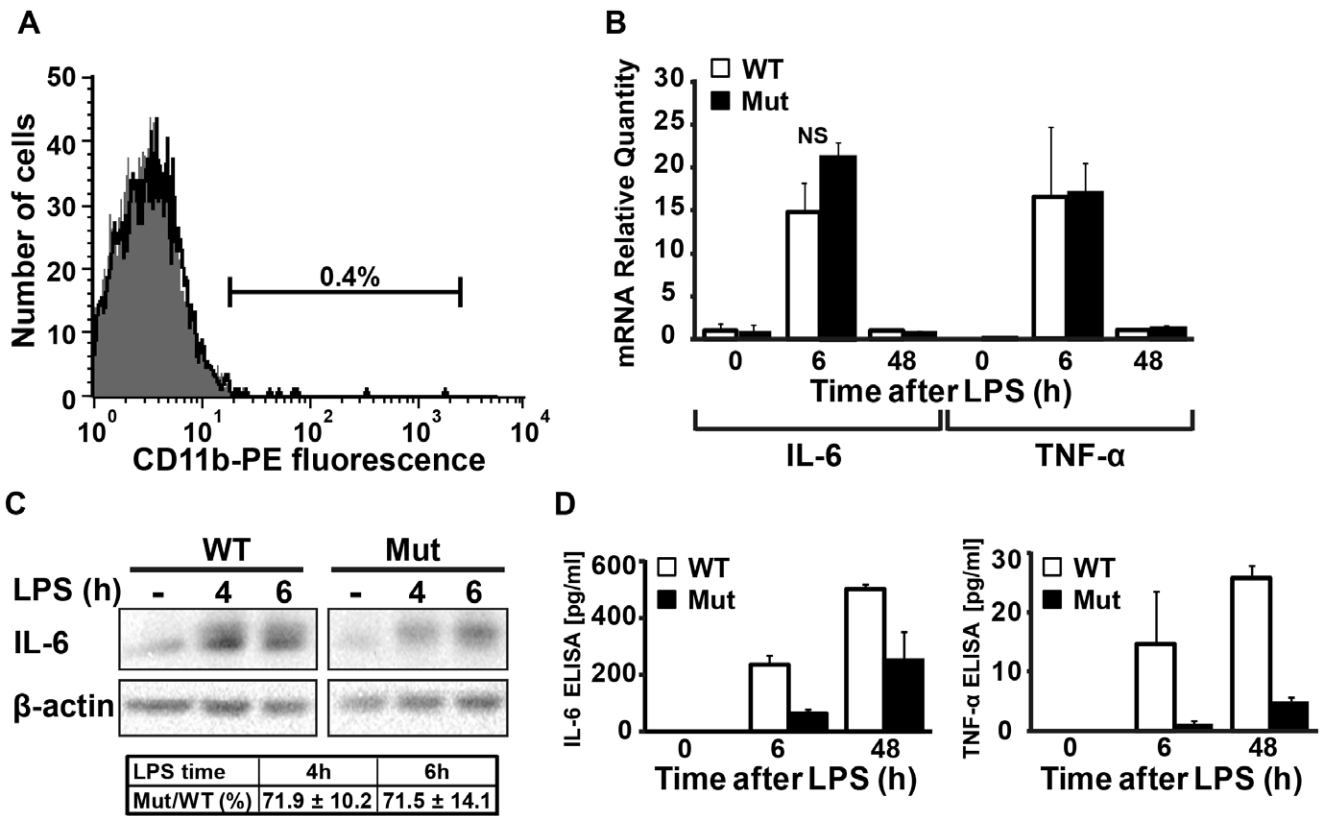 A
50
40
30
20
10
0
Number of cells
0.4%
10^0 10^1 10^2 10^3 10^4
CD11b-PE fluorescence
B
WT
Mut
30
25
20
15
10
5
0
mRNA Relative Quantity
NS
0 6 48 0 6 48
Time after LPS (h)
IL-6 TNF-α
C
WT Mut
LPS (h) - 4 6 - 4 6
IL-6
β-actin
LPS time 4h 6h
Mut/WT (%) 71.9 ± 10.2 71.5 ± 14.1
D
IL-6 ELISA [pg/ml]
600
400
200
0
WT
Mut
0 6 48
Time after LPS (h)
TNF-α ELISA [pg/ml]
30
20
10
0
WT
Mut
0 6 48
Time after LPS (h)